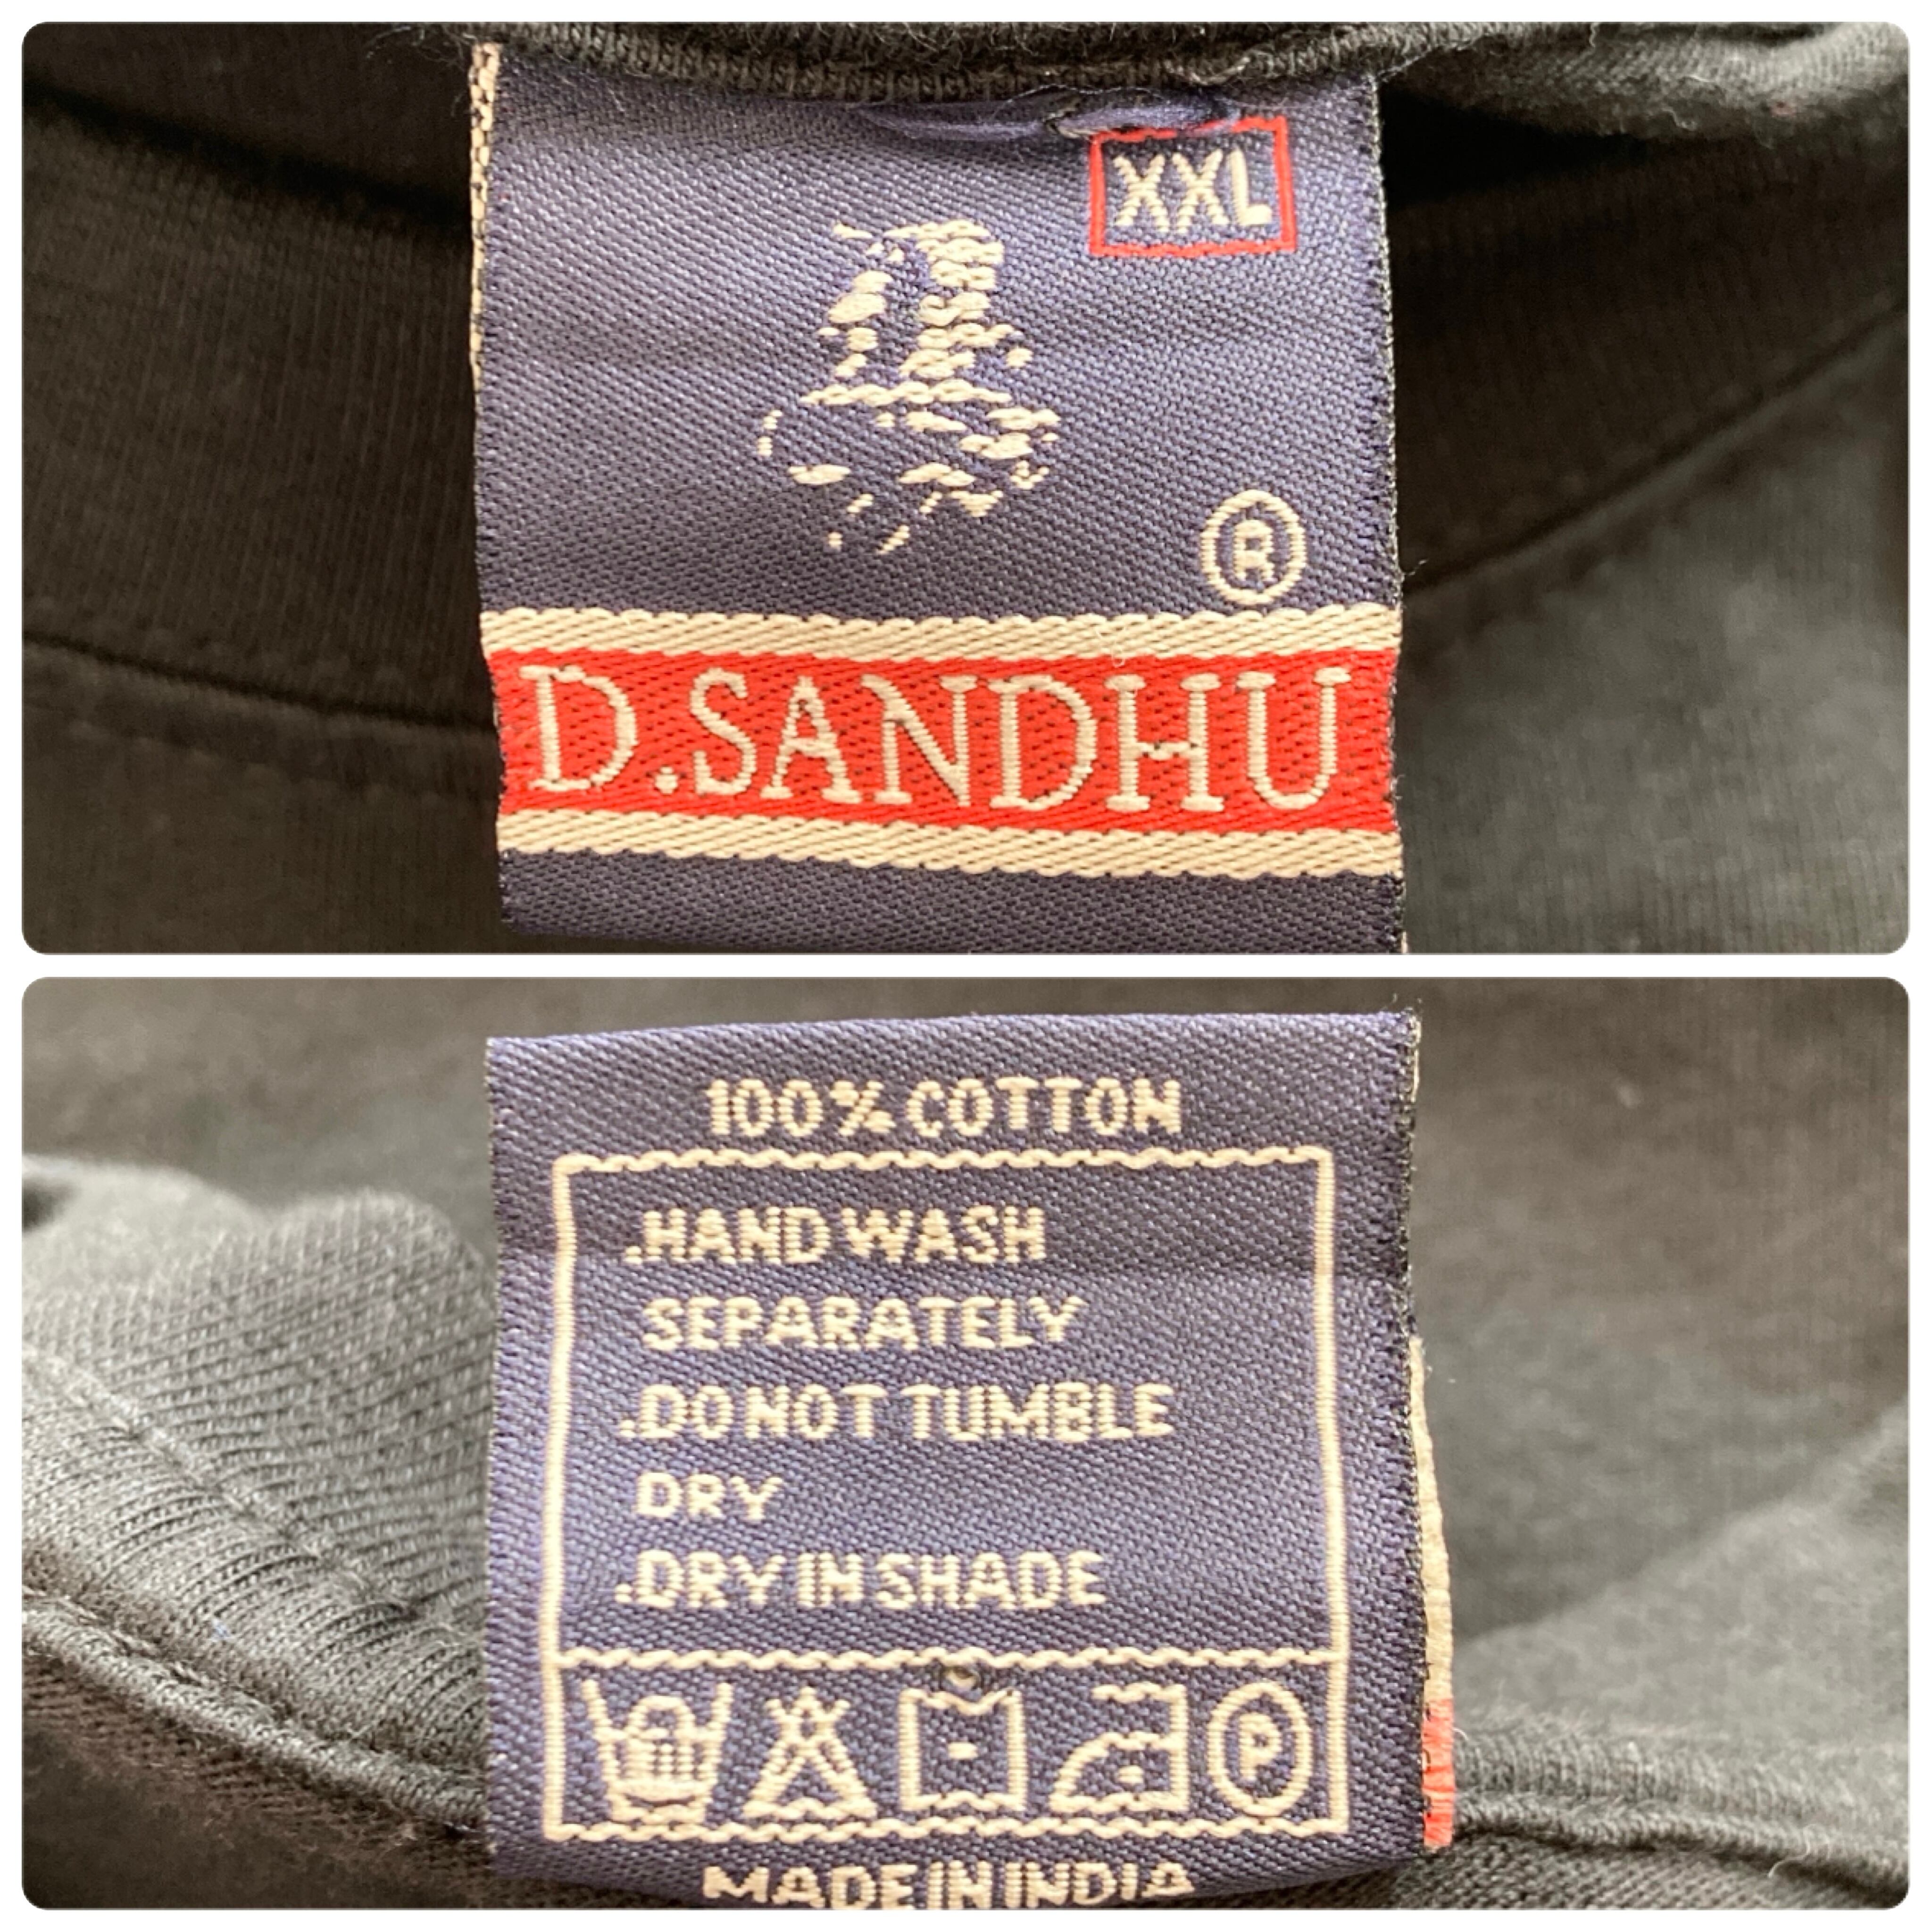 XXL
®
D.SANDHU
100% COTTON
.HAND WASH
SEPARATELY
.DO NOT TUMBLE
DRY
.DRY IN SHADE
P
MADE IN INDIA